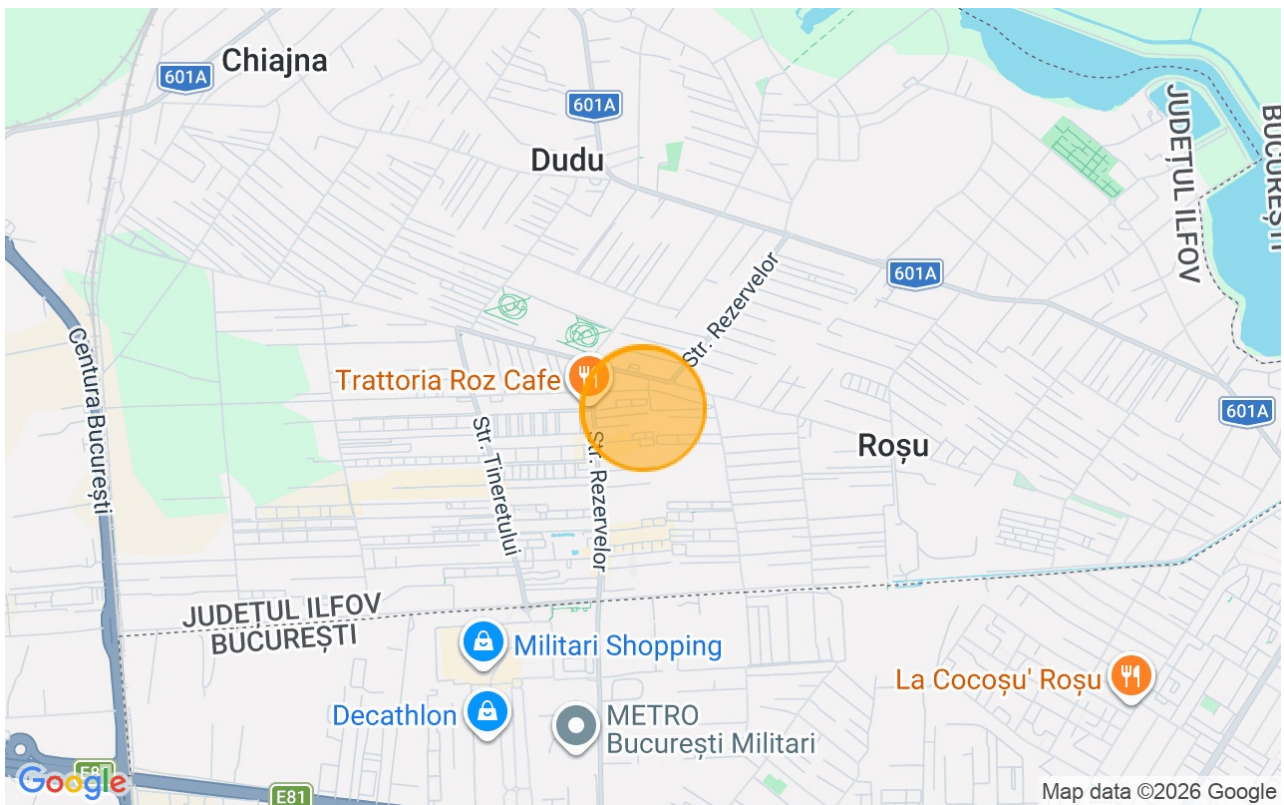 Chiajna
601A
601A
Dudu
JUDEȚUL ILFOV
BUCUREȘTI
601A
Str. Rezervelor
Centura București
Trattoria Roz Cafe
601A
Str. Tineretului
Str. Rezervelor
Roșu
JUDEȚUL ILFOV
BUCUREȘTI
Militari Shopping
La Cocoșu' Roșu
Decathlon
METRO
București Militari
Google
E81
Map data ©2026 Google